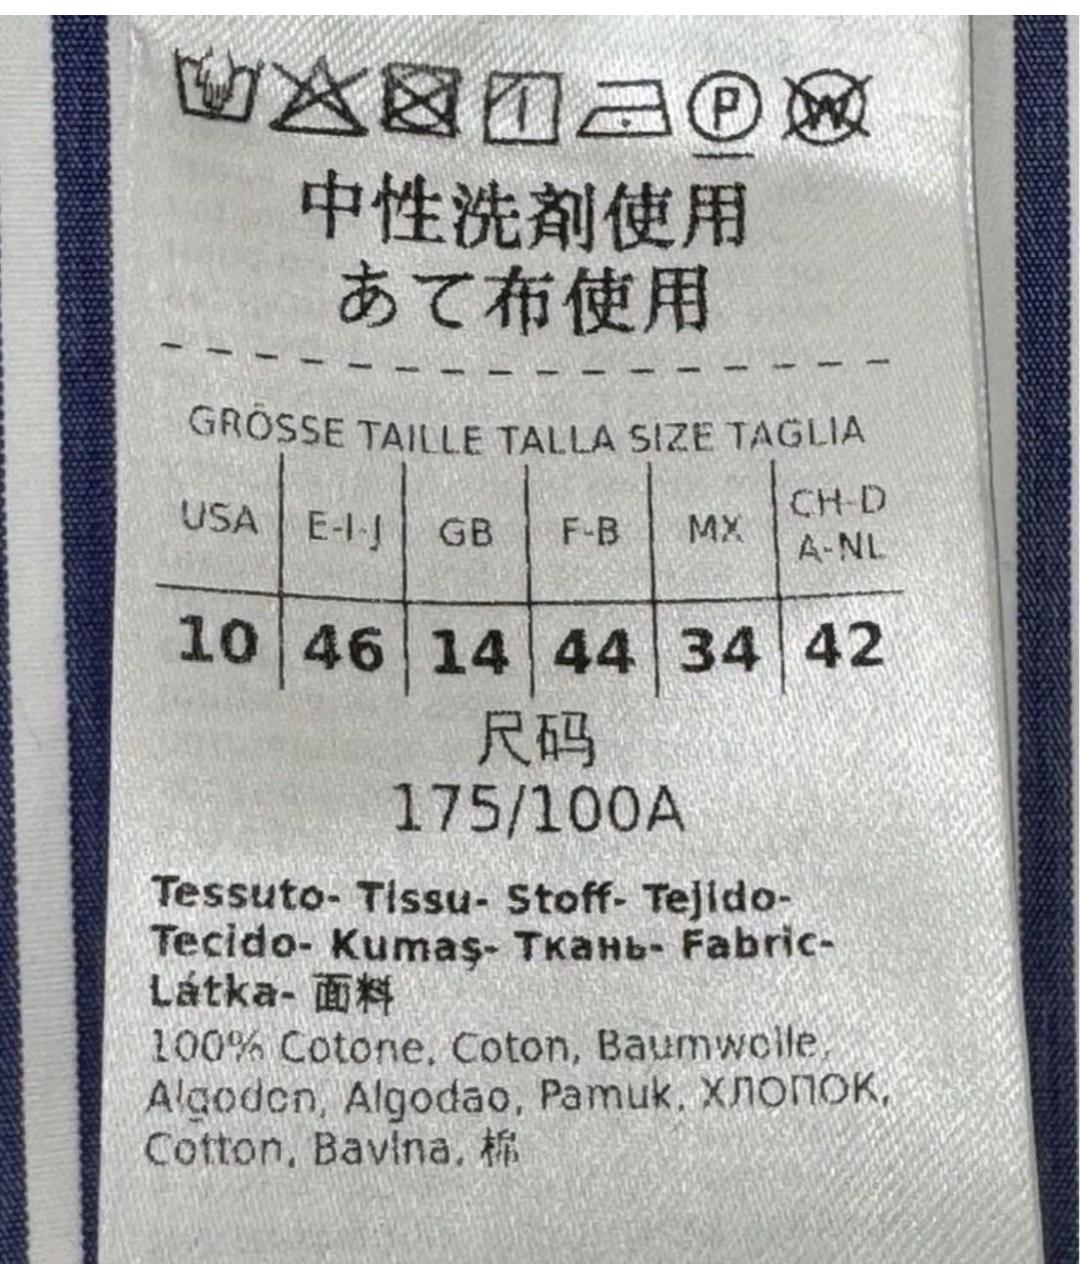 P W
中性洗剤使用
あて布使用
GRÖSSE TAILLE TALLA SIZE TAGLIA
USA E-I-J GB F-B MX CH-D A-NL
10 46 14 44 34 42
尺码
175/100A
Tessuto- Tissu- Stoff- Tejido-
Tecido- Kumaş- Ткань- Fabric-
Látka- 面料
100% Cotone, Coton, Baumwolle,
Algodon, Algodao, Pamuk, ХЛОПОК,
Cotton, Bavlna, 棉